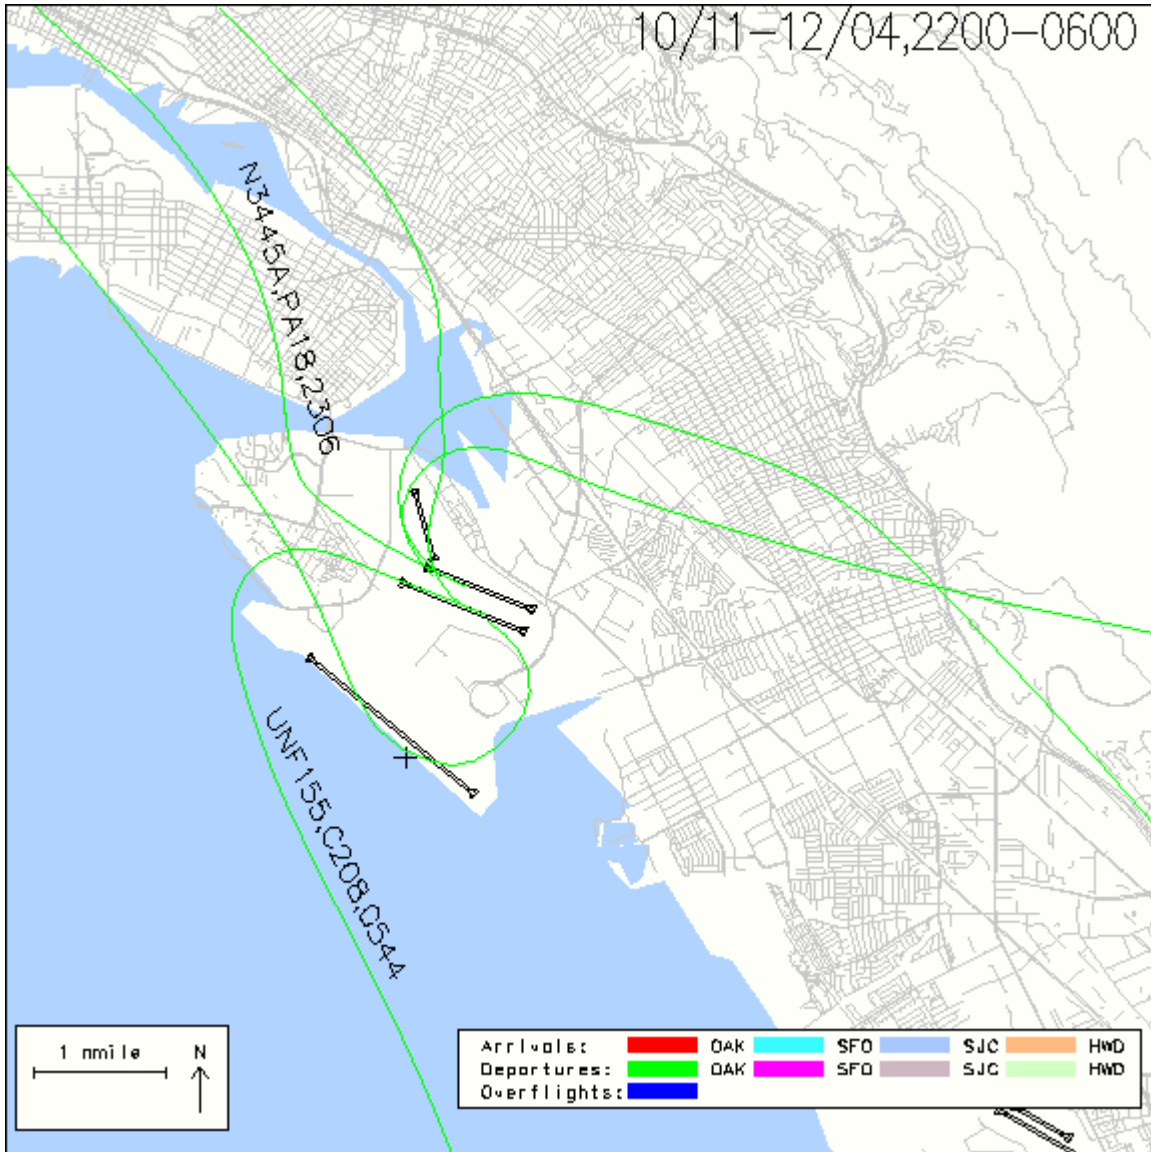 10/11-12/04,2200-0600
N3445A,PA18,2306
UNF155,C208,0544
1 nmile N
Arrivals: OAK SFO SJC HWD
Departures: OAK SFO SJC HWD
Overflights: